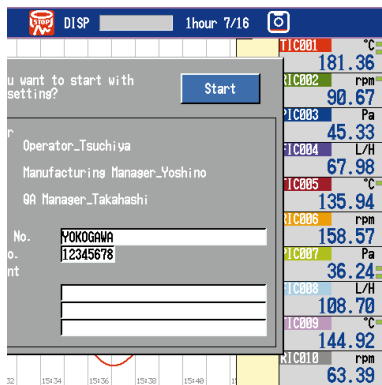 STOP DISP 1hour 7/16
u want to start with
setting?
Start
r
Operator_Tsuchiya
Manufacturing Manager_Yoshino
QA Manager_Takahashi
No. YOKOGAWA
o. 12345678
nt
TIC001 °C
181.36
RIC002 rpm
90.67
PIC003 Pa
45.33
FIC004 L/H
67.98
TIC005 °C
135.94
RIC006 rpm
158.57
PIC007 Pa
36.24
FIC008 L/H
108.70
TIC009 °C
144.92
RIC010 rpm
63.39
32 15:34 15:36 15:38 15:40 1